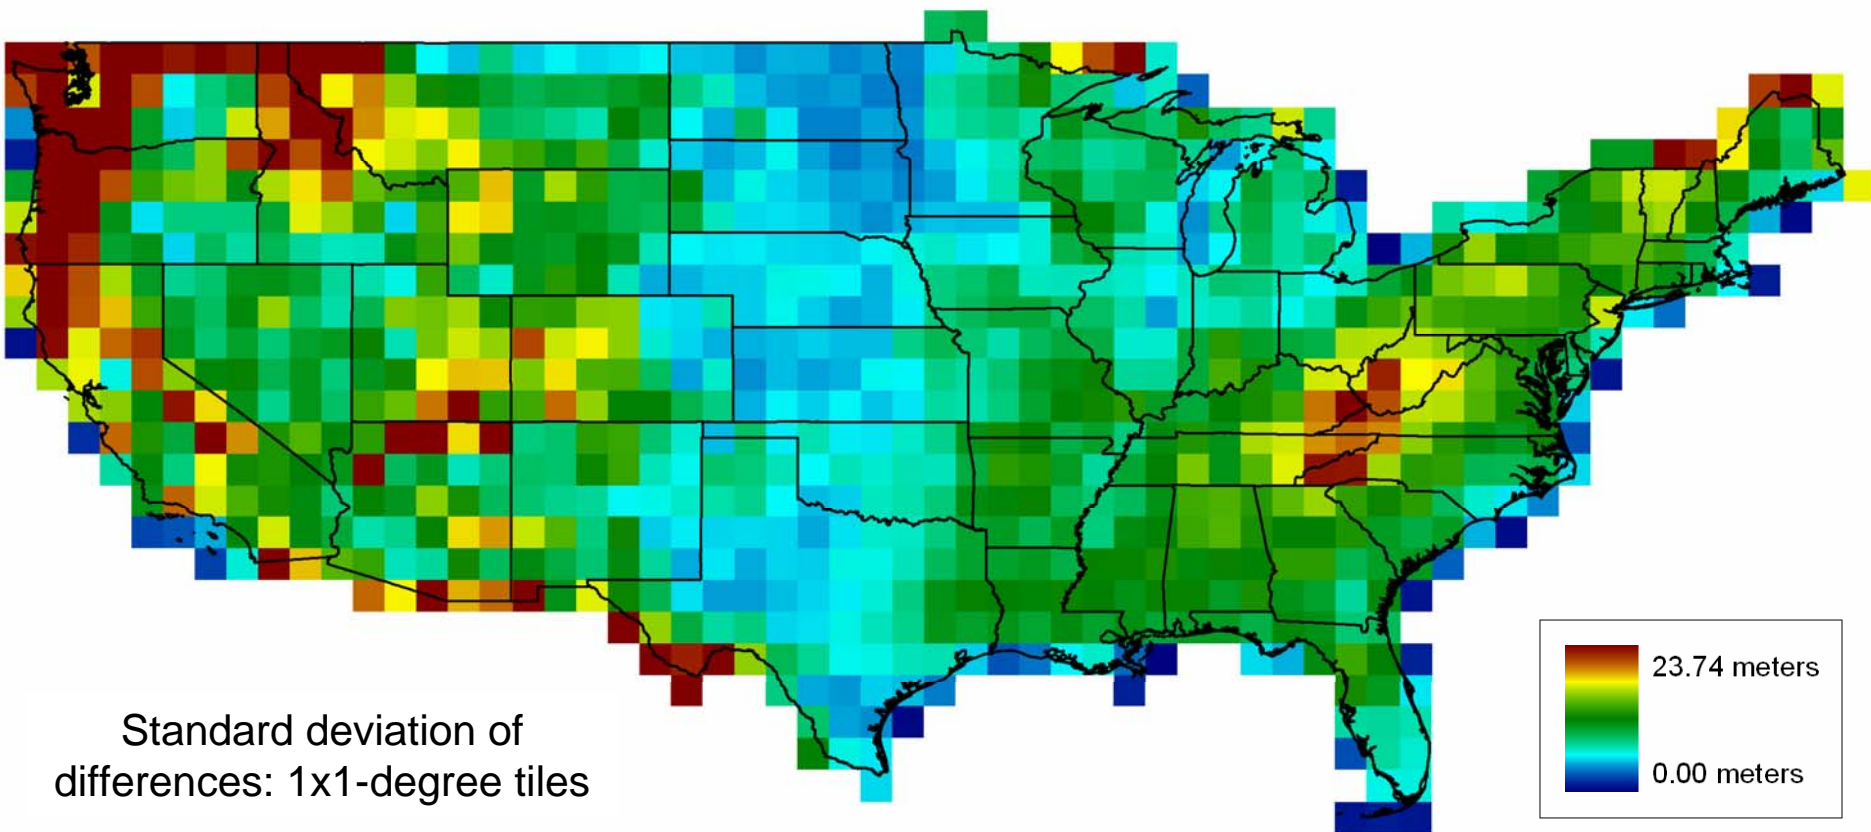 Standard deviation of
differences: 1x1-degree tiles
23.74 meters
0.00 meters